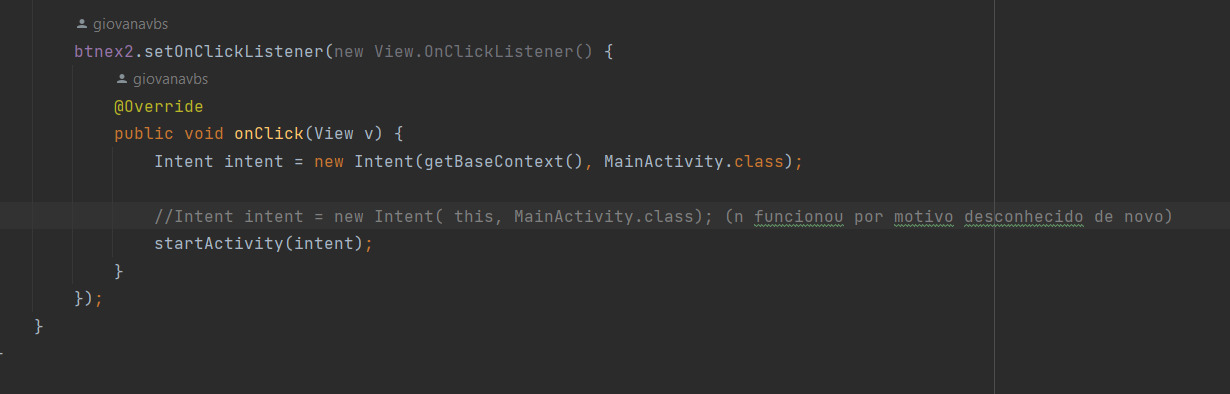 giovanavbs
btnex2.setOnClickListener(new View.OnClickListener() {
giovanavbs
@Override
public void onClick(View v) {
Intent intent = new Intent(getBaseContext(), MainActivity.class);
//Intent intent = new Intent( this, MainActivity.class); (n funcionou por motivo desconhecido de novo)
startActivity(intent);
}
});
}